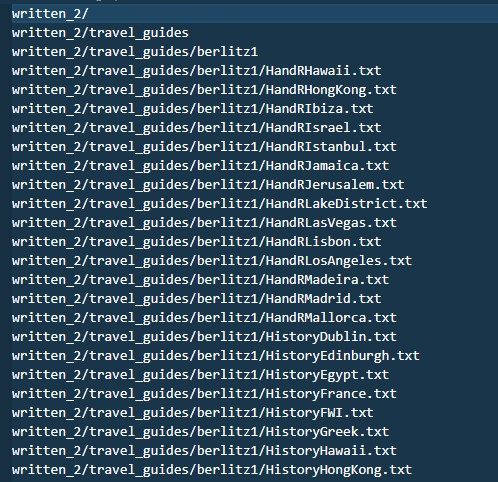 written_2/
written_2/travel_guides
written_2/travel_guides/berlitz1
written_2/travel_guides/berlitz1/HandRHawaii.txt
written_2/travel_guides/berlitz1/HandRHongKong.txt
written_2/travel_guides/berlitz1/HandRIbiza.txt
written_2/travel_guides/berlitz1/HandRIsrael.txt
written_2/travel_guides/berlitz1/HandRIstanbul.txt
written_2/travel_guides/berlitz1/HandRJamaica.txt
written_2/travel_guides/berlitz1/HandRJerusalem.txt
written_2/travel_guides/berlitz1/HandRLakeDistrict.txt
written_2/travel_guides/berlitz1/HandRLasVegas.txt
written_2/travel_guides/berlitz1/HandRLisbon.txt
written_2/travel_guides/berlitz1/HandRLosAngeles.txt
written_2/travel_guides/berlitz1/HandRMadeira.txt
written_2/travel_guides/berlitz1/HandRMadrid.txt
written_2/travel_guides/berlitz1/HandRMallorca.txt
written_2/travel_guides/berlitz1/HistoryDublin.txt
written_2/travel_guides/berlitz1/HistoryEdinburgh.txt
written_2/travel_guides/berlitz1/HistoryEgypt.txt
written_2/travel_guides/berlitz1/HistoryFrance.txt
written_2/travel_guides/berlitz1/HistoryFWI.txt
written_2/travel_guides/berlitz1/HistoryGreek.txt
written_2/travel_guides/berlitz1/HistoryHawaii.txt
written_2/travel_guides/berlitz1/HistoryHongKong.txt